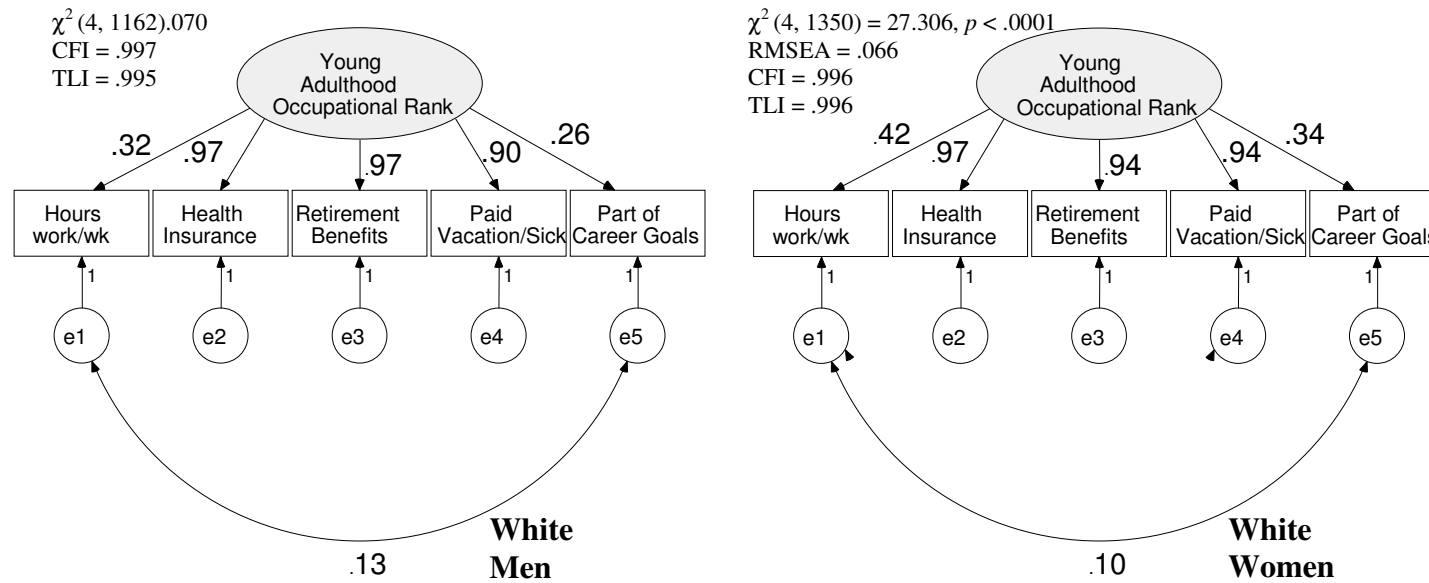 χ² (4, 1162).070
CFI = .997
TLI = .995
Young
Adulthood
Occupational Rank
.32
.97
.97
.90
.26
Hours
work/wk
Health
Insurance
Retirement
Benefits
Paid
Vacation/Sick
Part of
Career Goals
1
1
1
1
1
e1
e2
e3
e4
e5
.13
White
Men
χ² (4, 1350) = 27.306, p < .0001
RMSEA = .066
CFI = .996
TLI = .996
Young
Adulthood
Occupational Rank
.42
.97
.94
.94
.34
Hours
work/wk
Health
Insurance
Retirement
Benefits
Paid
Vacation/Sick
Part of
Career Goals
1
1
1
1
1
e1
e2
e3
e4
e5
.10
White
Women